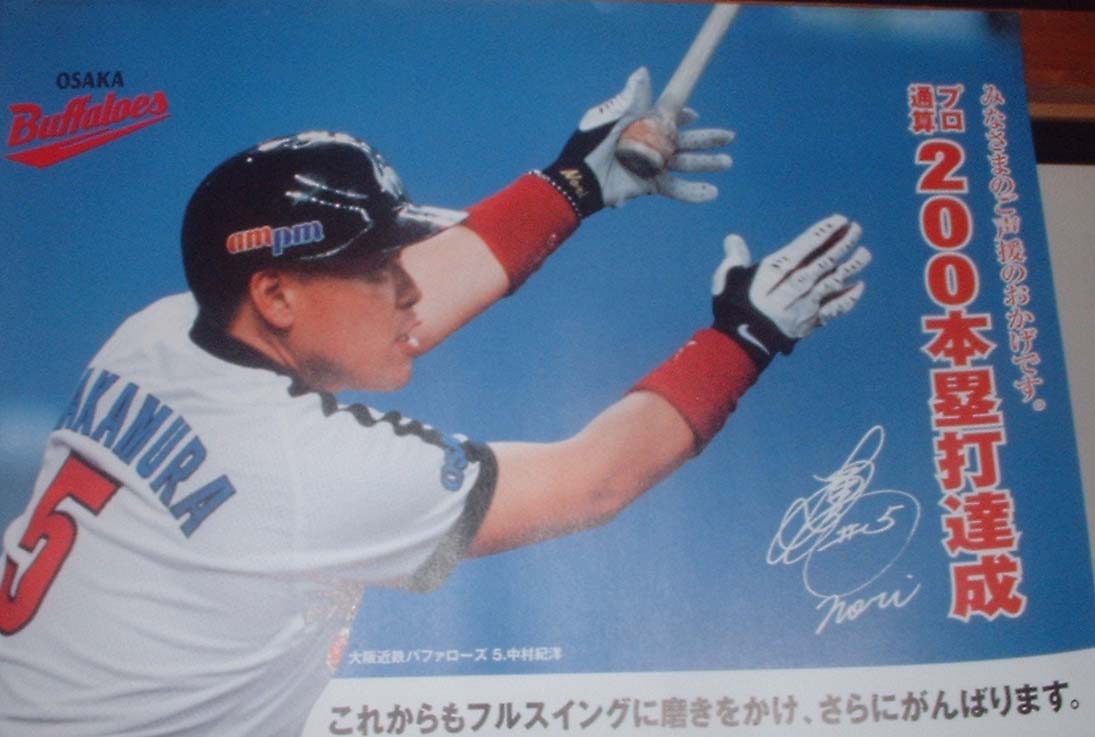 OSAKA
Buffaloes
みなさまのご声援のおかげです。
プロ
通算
200本塁打達成
ampm
Nori
AKAMURA
5
#5
nori
大阪近鉄バファローズ 5.中村紀洋
これからもフルスイングに磨きをかけ、さらにがんばります。